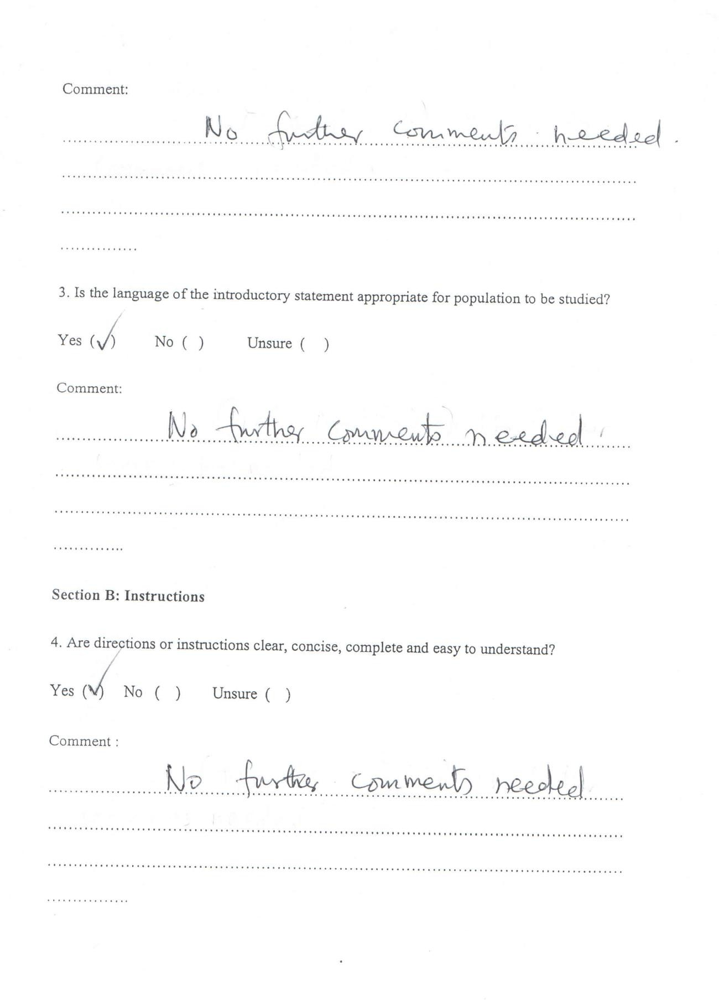 Comment:
No further comments needed.
3. Is the language of the introductory statement appropriate for population to be studied?
Yes (✓) No ( ) Unsure ( )
Comment:
No further comments needed
Section B: Instructions
4. Are directions or instructions clear, concise, complete and easy to understand?
Yes (✓) No ( ) Unsure ( )
Comment :
No further comments needed